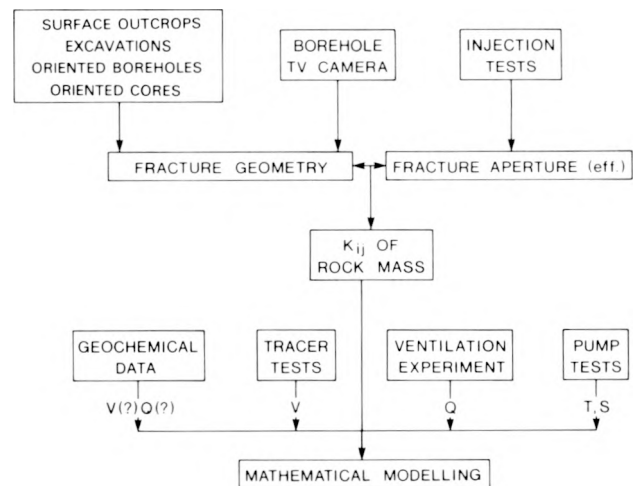 SURFACE OUTCROPS
EXCAVATIONS
ORIENTED BOREHOLES
ORIENTED CORES
BOREHOLE
TV CAMERA
INJECTION
TESTS
FRACTURE GEOMETRY
FRACTURE APERTURE (eff.)
Kij OF
ROCK MASS
GEOCHEMICAL
DATA
TRACER
TESTS
VENTILATION
EXPERIMENT
PUMP
TESTS
V(?) Q(?)
V
Q
T, S
MATHEMATICAL MODELLING